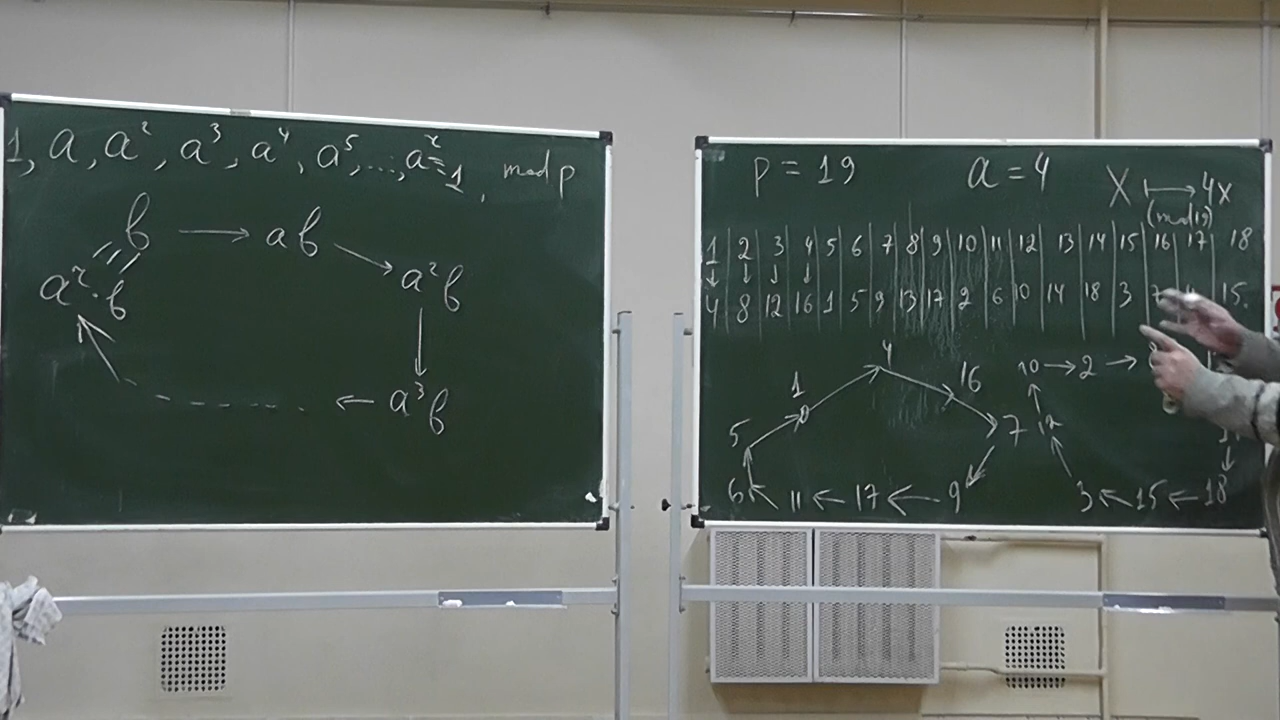 1, a, a², a³, a⁴, a⁵, ..., aʳ = 1, mod p
b → ab
aʳ·b
a²b
← a³b
p = 19 a = 4 X ↦ 4x
(mod 19)
1 2 3 4 5 6 7 8 9 10 11 12 13 14 15 16 17 18
4 8 12 16 1 5 9 13 17 2 6 10 14 18 3 7 15.
4
1 16 10 → 2 →
5 7 12
6 11 ← 17 ← 9 3 ← 15 ← 18